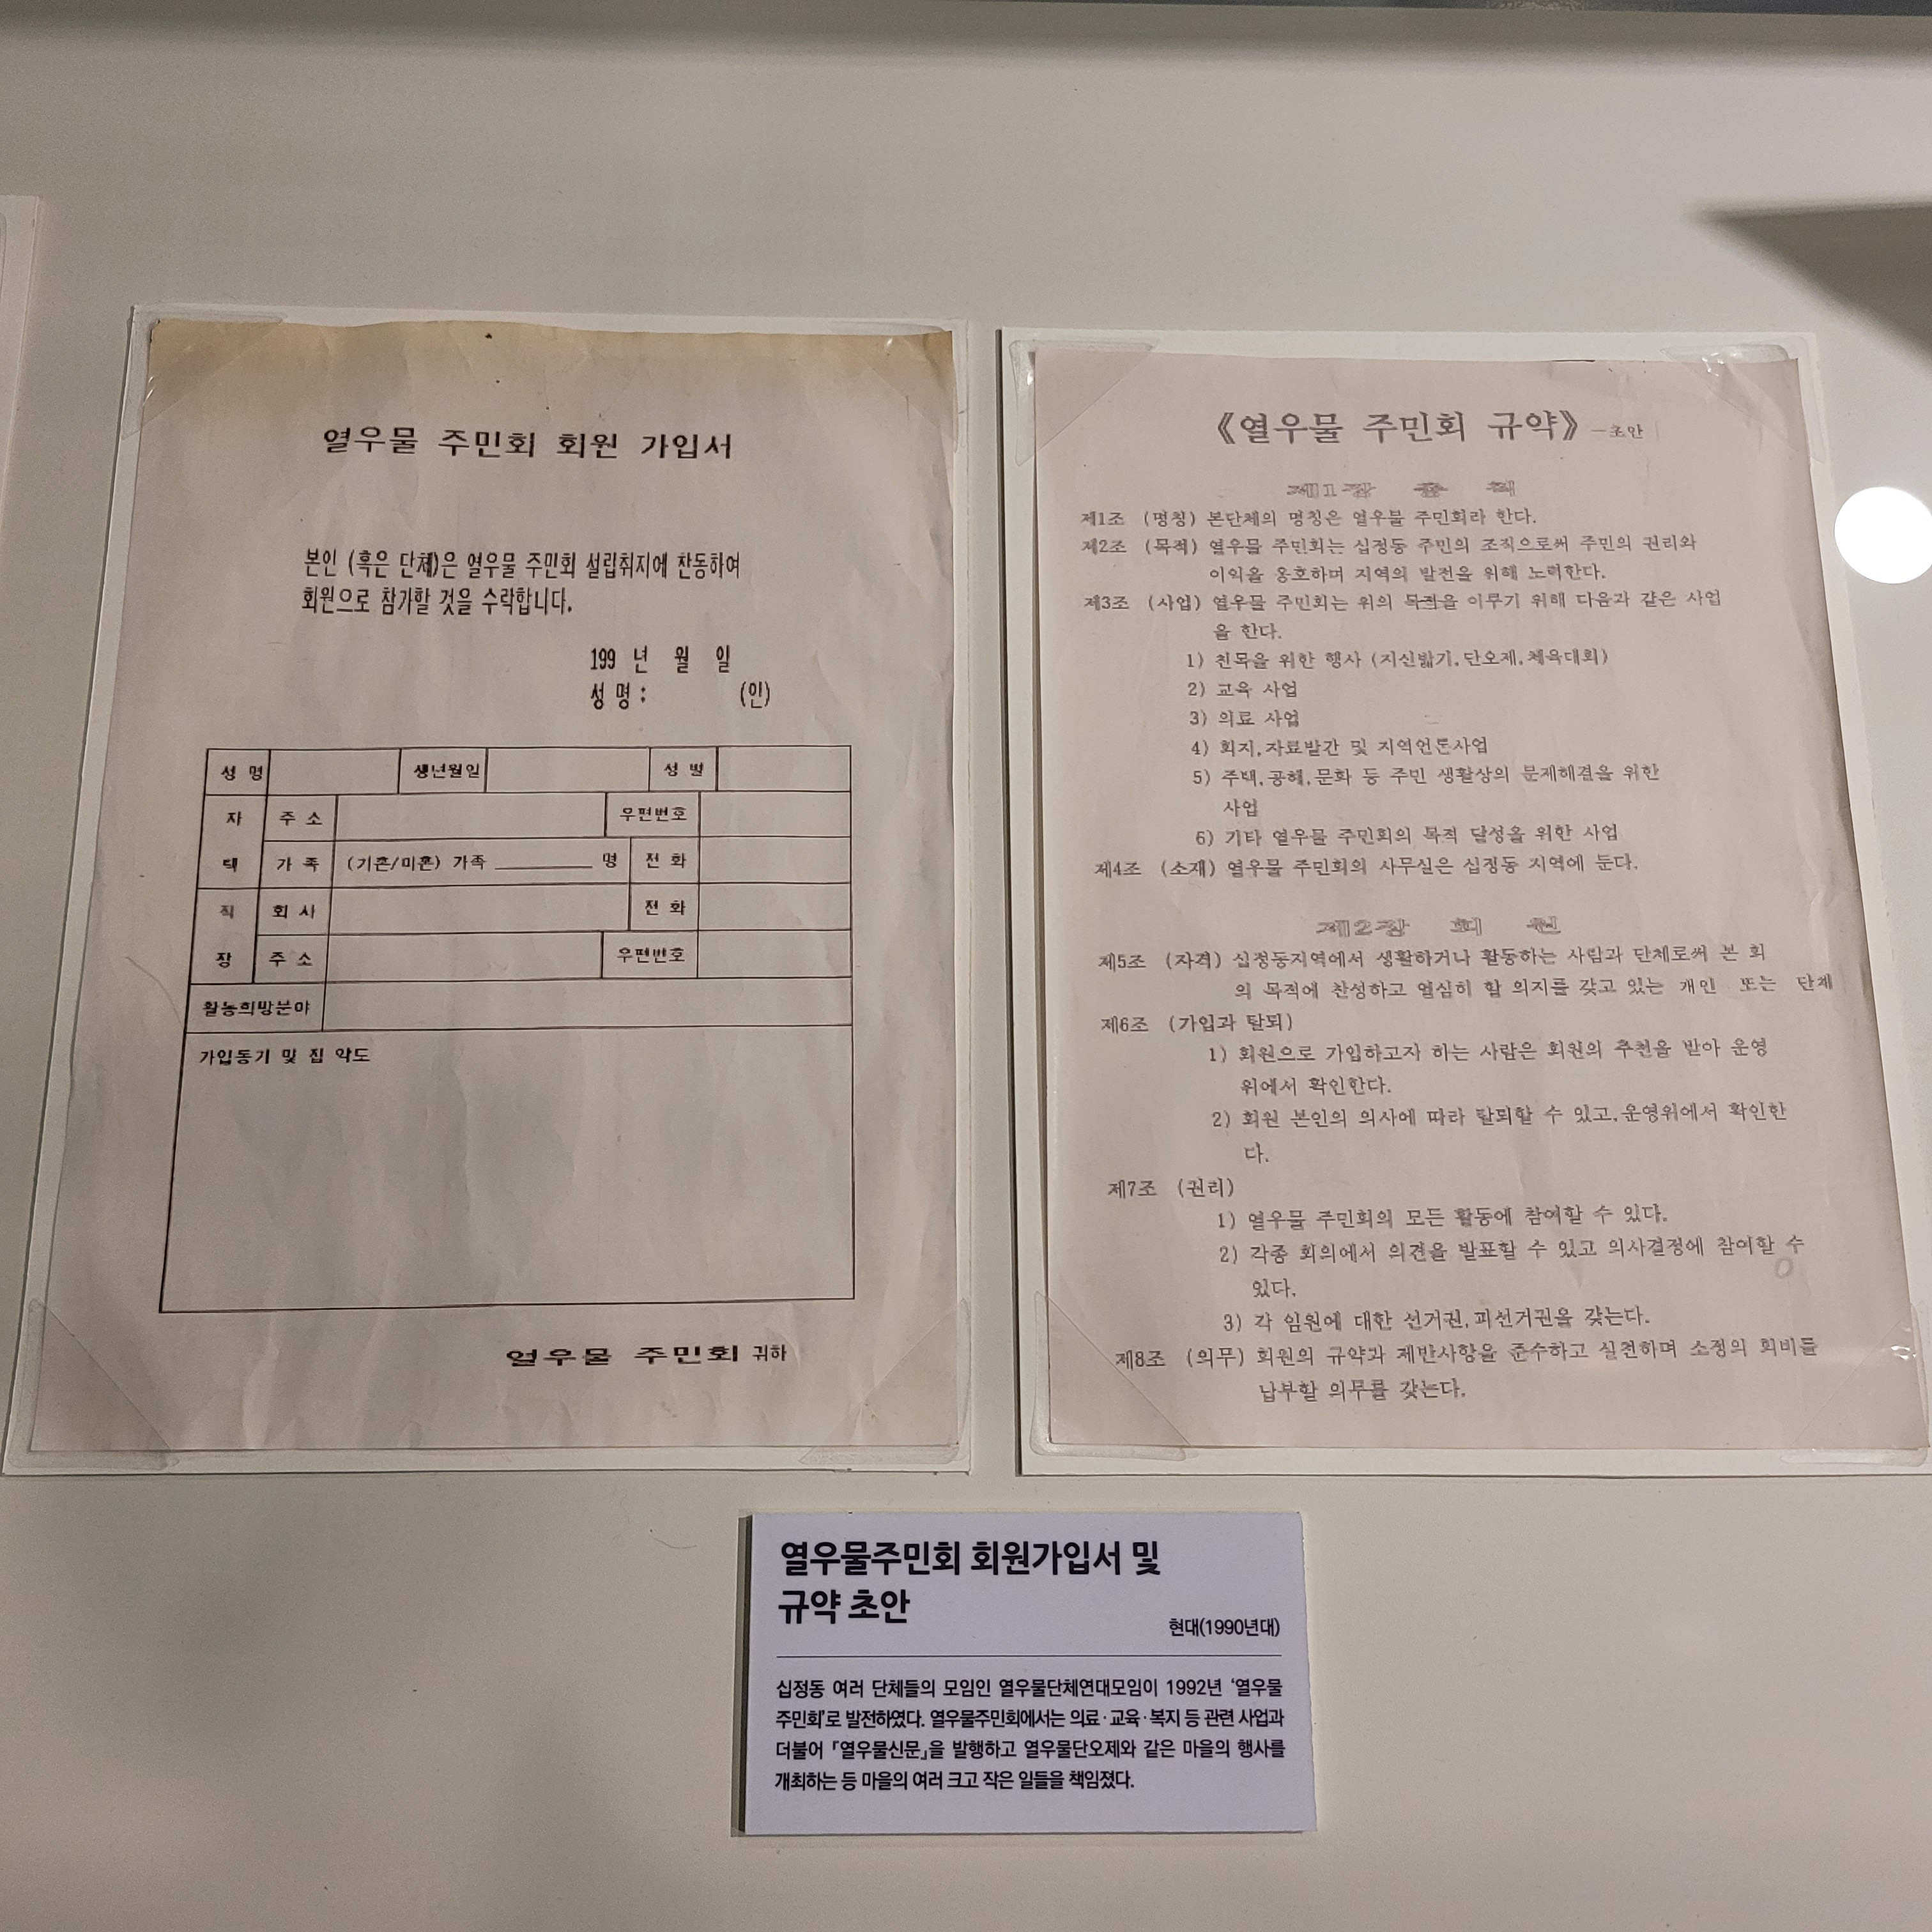 열우물 주민회 회원 가입서
본인 (혹은 단체)은 열우물 주민회 설립취지에 찬동하여
회원으로 참가할 것을 수락합니다.
199 년 월 일
성 명 : (인)
성 명 생년월일 성 별
자 주 소 우편번호
택 가 족 (기혼/미혼) 가족 ________ 명 전 화
직 회 사 전 화
장 주 소 우편번호
활동희망분야
가입동기 및 집 약도
열우물 주민회 귀하
《열우물 주민회 규약》 -초안
제1장 총 칙
제1조 (명칭) 본단체의 명칭은 열우물 주민회라 한다.
제2조 (목적) 열우물 주민회는 십정동 주민의 조직으로써 주민의 권리와
이익을 옹호하며 지역의 발전을 위해 노력한다.
제3조 (사업) 열우물 주민회는 위의 목적을 이루기 위해 다음과 같은 사업
을 한다.
1) 친목을 위한 행사 (지신밟기,단오제,체육대회)
2) 교육 사업
3) 의료 사업
4) 회지,자료발간 및 지역언론사업
5) 주택,공해,문화 등 주민 생활상의 문제해결을 위한
사업
6) 기타 열우물 주민회의 목적 달성을 위한 사업
제4조 (소재) 열우물 주민회의 사무실은 십정동 지역에 둔다.
제2장 회 원
제5조 (자격) 십정동지역에서 생활하거나 활동하는 사람과 단체로써 본 회
의 목적에 찬성하고 열심히 할 의지를 갖고 있는 개인 또는 단체
제6조 (가입과 탈퇴)
1) 회원으로 가입하고자 하는 사람은 회원의 추천을 받아 운영
위에서 확인한다.
2) 회원 본인의 의사에 따라 탈퇴할 수 있고,운영위에서 확인한
다.
제7조 (권리)
1) 열우물 주민회의 모든 활동에 참여할 수 있다.
2) 각종 회의에서 의견을 발표할 수 있고 의사결정에 참여할 수
있다.
3) 각 임원에 대한 선거권,피선거권을 갖는다.
제8조 (의무) 회원의 규약과 제반사항을 준수하고 실천하며 소정의 회비를
납부할 의무를 갖는다.
열우물주민회 회원가입서 및
규약 초안
현대(1990년대)
십정동 여러 단체들의 모임인 열우물단체연대모임이 1992년 ‘열우물
주민회’로 발전하였다. 열우물주민회에서는 의료·교육·복지 등 관련 사업과
더불어 『열우물신문』을 발행하고 열우물단오제와 같은 마을의 행사를
개최하는 등 마을의 여러 크고 작은 일들을 책임졌다.